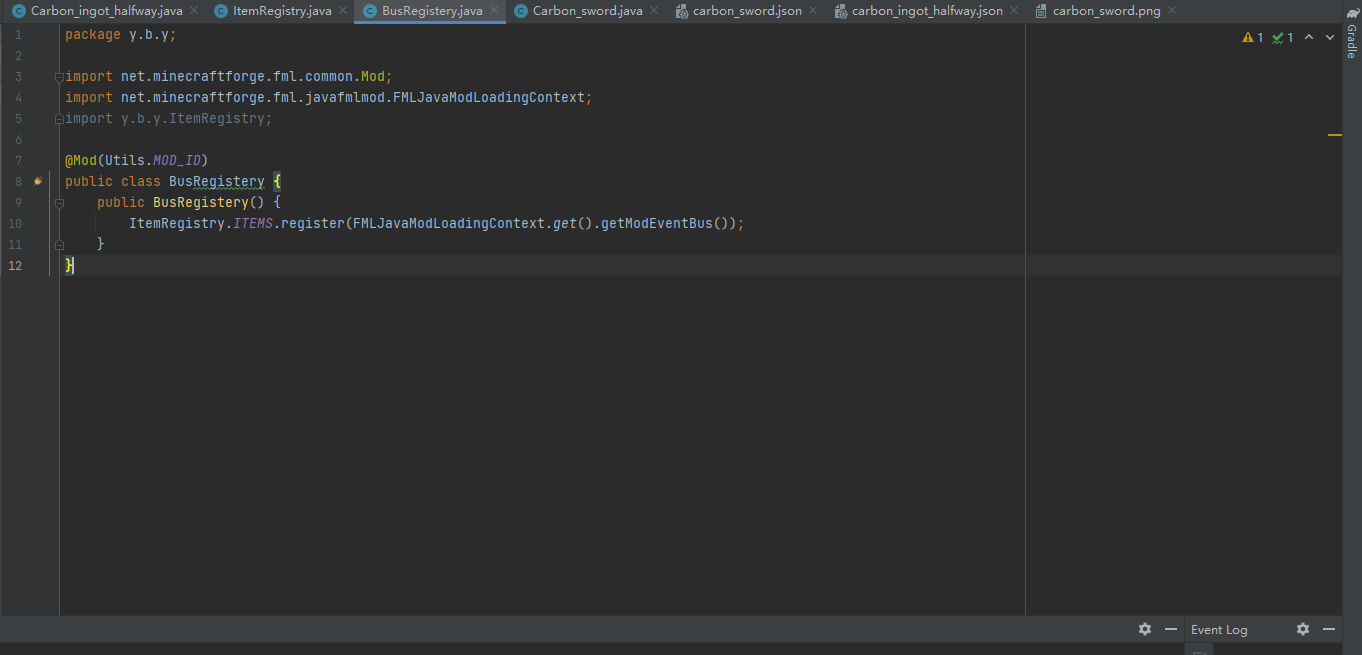 Carbon_ingot_halfway.java ItemRegistry.java BusRegistery.java Carbon_sword.java carbon_sword.json carbon_ingot_halfway.json carbon_sword.png
1 package y.b.y; 1 1
2
3 import net.minecraftforge.fml.common.Mod;
4 import net.minecraftforge.fml.javafmlmod.FMLJavaModLoadingContext;
5 import y.b.y.ItemRegistry;
6
7 @Mod(Utils.MOD_ID)
8 public class BusRegistery {
9 public BusRegistery() {
10 ItemRegistry.ITEMS.register(FMLJavaModLoadingContext.get().getModEventBus());
11 }
12 }
Gradle
Event Log